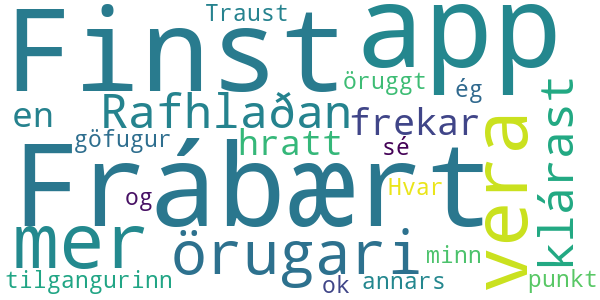 Traust
Finst
app
öruggt
ég
en
Rafhlaðan
frekar
göfugur
hratt
sé
Frábært
vera
klárast
og
Hvar
mer
örugari
minn
tilgangurinn
ok
annars
punkt